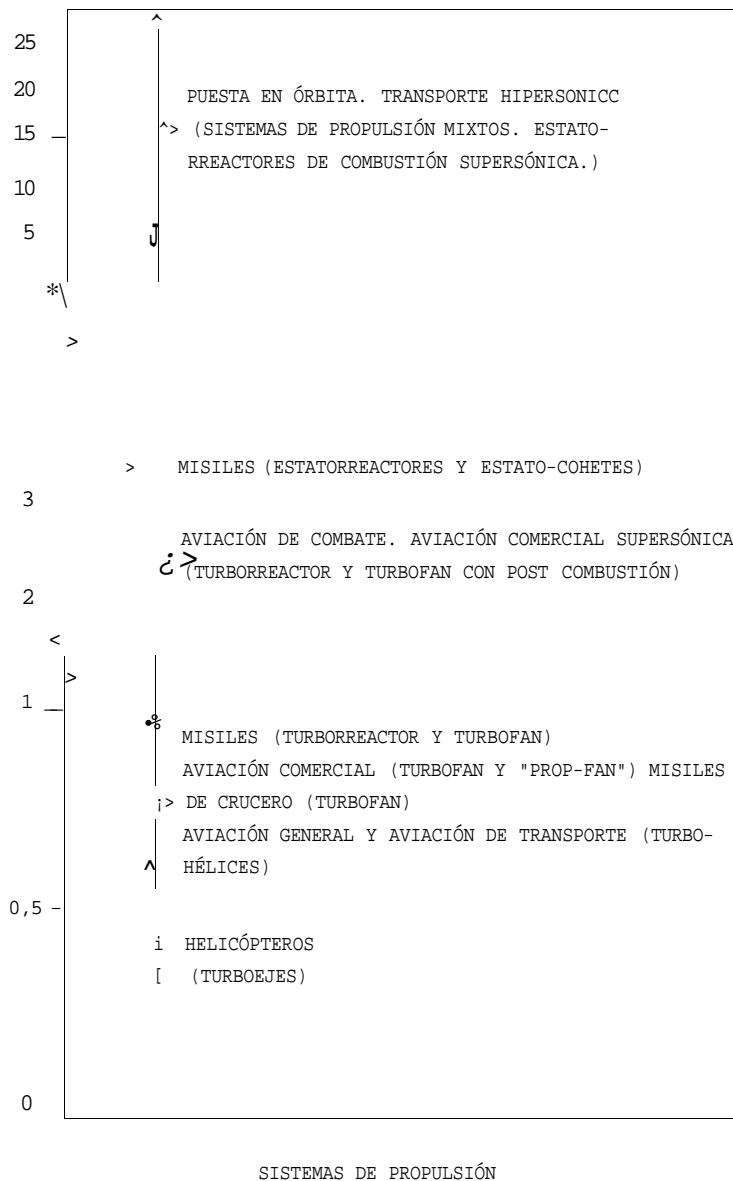 ^
25
20
PUESTA EN ÓRBITA. TRANSPORTE HIPERSONICC
15
^> (SISTEMAS DE PROPULSIÓN MIXTOS. ESTATO-
RREACTORES DE COMBUSTIÓN SUPERSÓNICA.)
10
5
J
*\
>
> MISILES (ESTATORREACTORES Y ESTATO-COHETES)
3
AVIACIÓN DE COMBATE. AVIACIÓN COMERCIAL SUPERSÓNICA
¿> (TURBORREACTOR Y TURBOFAN CON POST COMBUSTIÓN)
2
<
>
1
•%
MISILES (TURBORREACTOR Y TURBOFAN)
AVIACIÓN COMERCIAL (TURBOFAN Y "PROP-FAN") MISILES
¡> DE CRUCERO (TURBOFAN)
AVIACIÓN GENERAL Y AVIACIÓN DE TRANSPORTE (TURBO-
^ HÉLICES)
0,5
i HELICÓPTEROS
[ (TURBOEJES)
0
SISTEMAS DE PROPULSIÓN